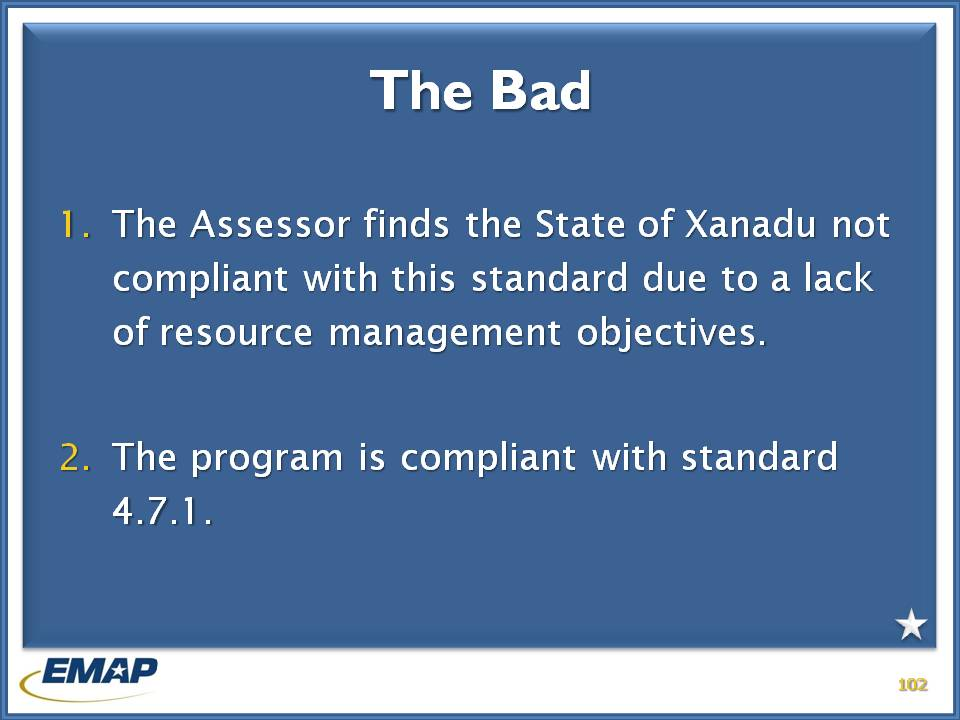 The Bad
1. The Assessor finds the State of Xanadu not
compliant with this standard due to a lack
of resource management objectives.
2. The program is compliant with standard
4.7.1.
EMAP
102